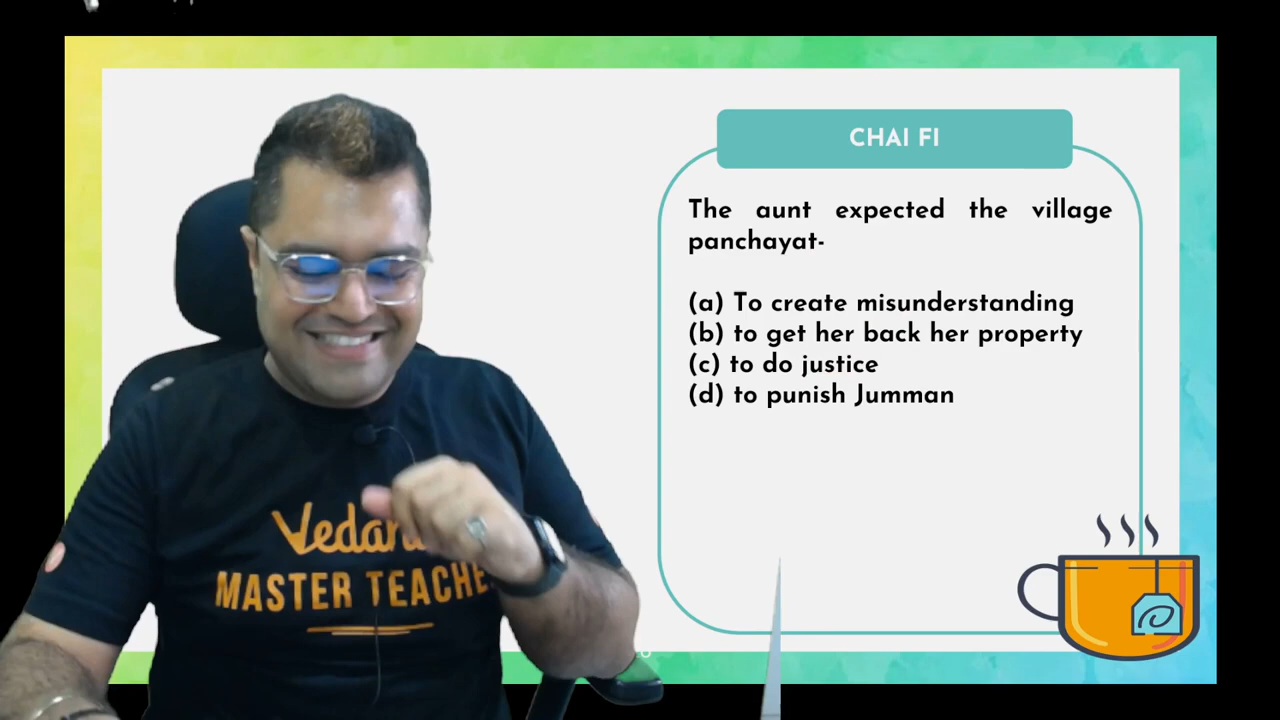 CHAI FI
The aunt expected the village
panchayat-
(a) To create misunderstanding
(b) to get her back her property
(c) to do justice
(d) to punish Jumman
MASTER